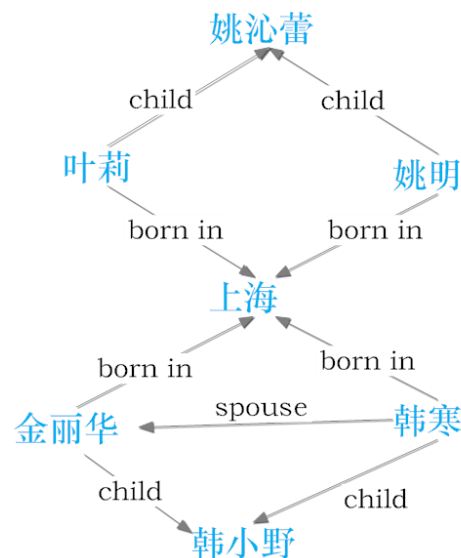 姚沁蕾
child
child
叶莉
姚明
born in
born in
上海
born in
born in
spouse
金丽华
韩寒
child
child
韩小野